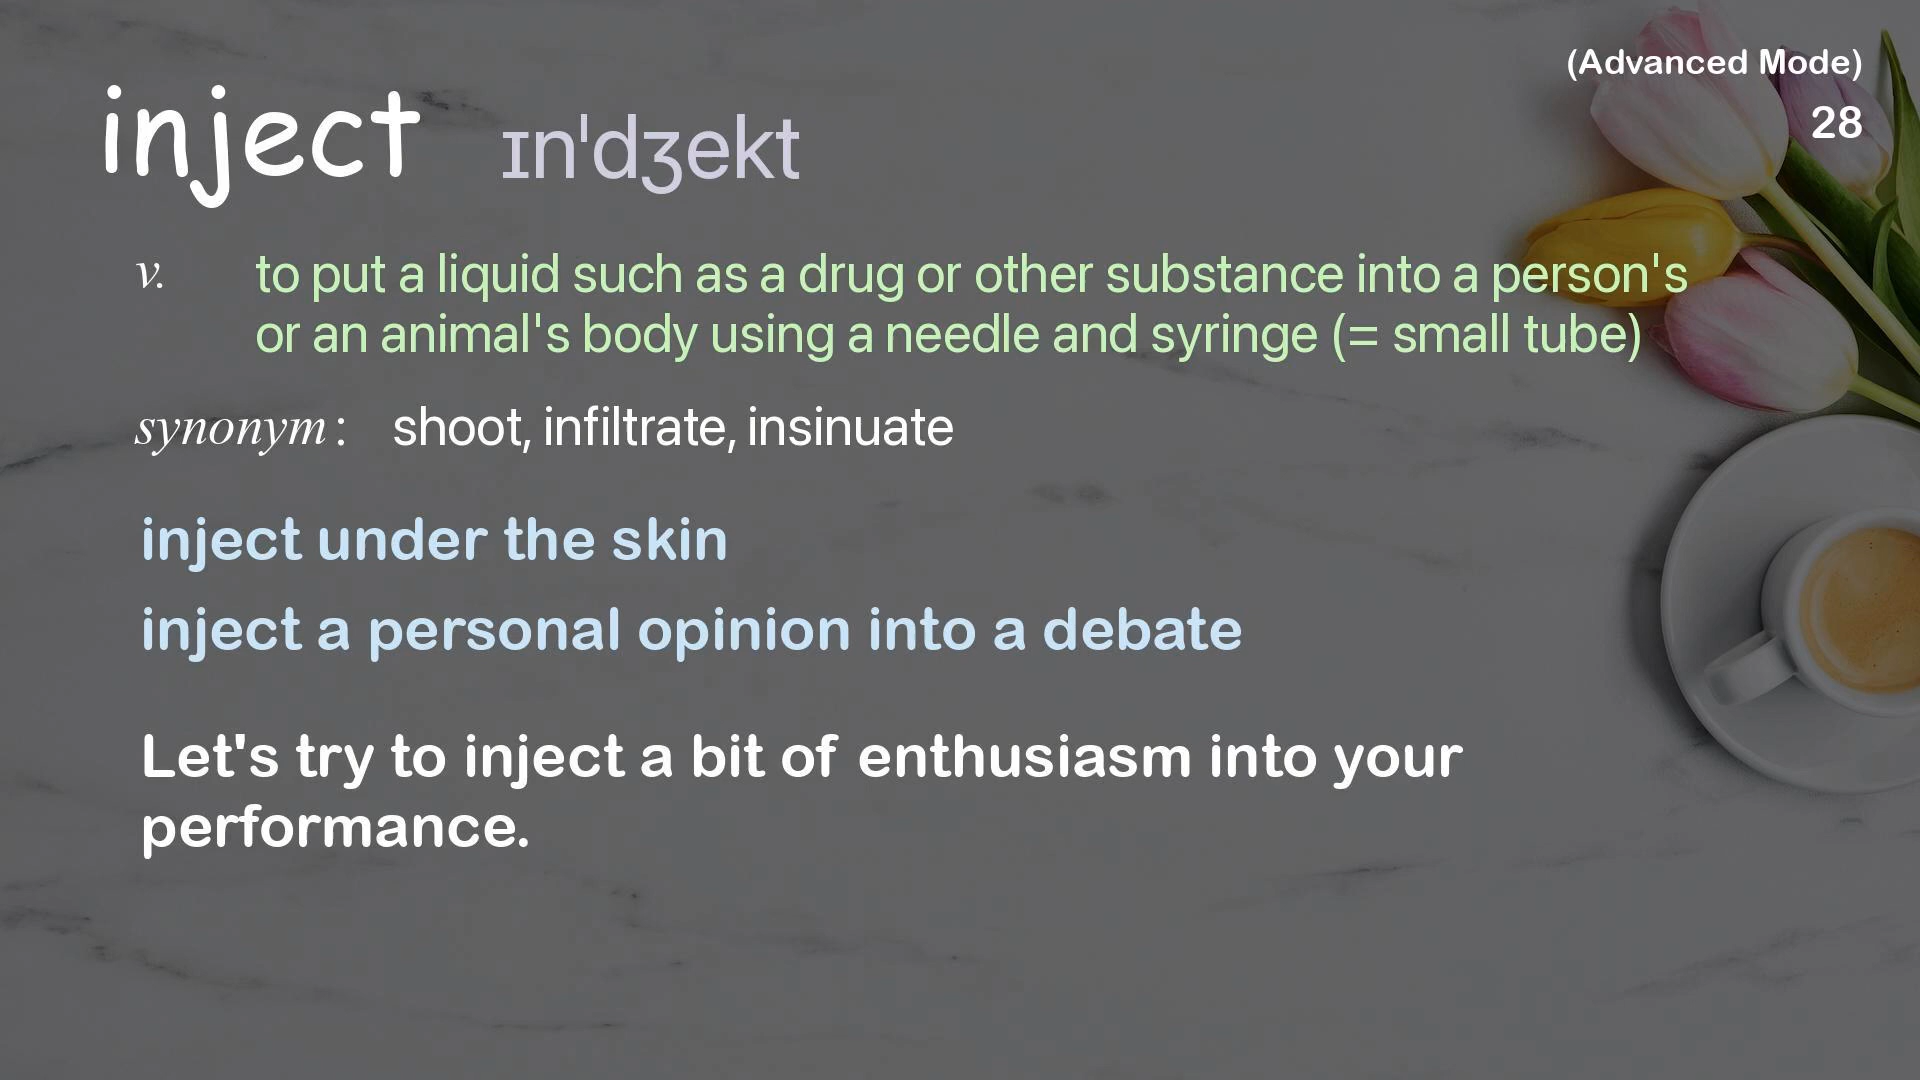 (Advanced Mode)
28
inject ɪn'dʒekt
v. to put a liquid such as a drug or other substance into a person's
or an animal's body using a needle and syringe (= small tube)
synonym: shoot, infiltrate, insinuate
inject under the skin
inject a personal opinion into a debate
Let's try to inject a bit of enthusiasm into your
performance.